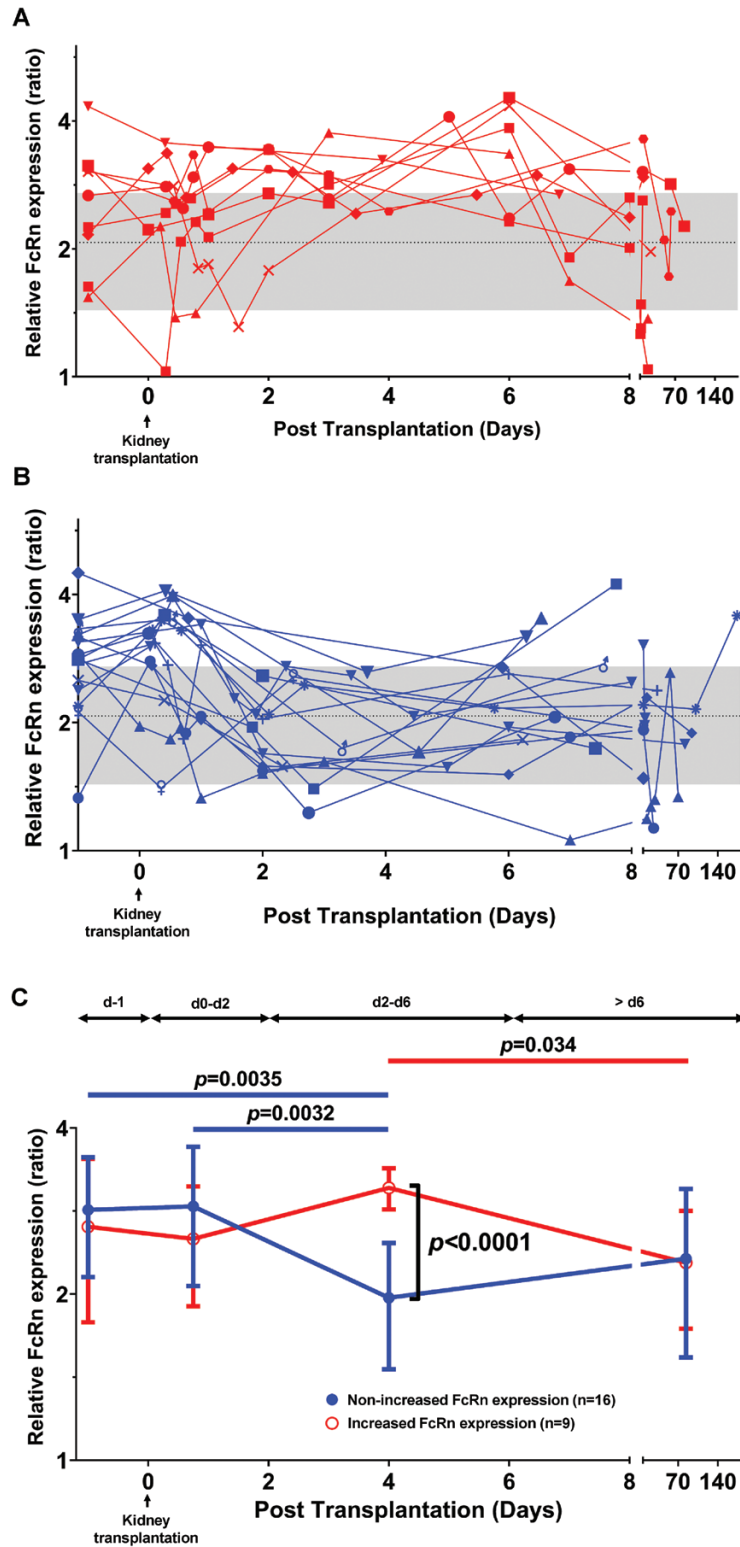 A
Relative FcRn expression (ratio)
4
2
1
0 2 4 6 8 70 140
Post Transplantation (Days)
Kidney
transplantation
B
Relative FcRn expression (ratio)
4
2
1
0 2 4 6 8 70 140
Post Transplantation (Days)
Kidney
transplantation
C
d-1 d0-d2 d2-d6 > d6
p=0.034
p=0.0035
p=0.0032
Relative FcRn expression (ratio)
4
p<0.0001
2
Non-increased FcRn expression (n=16)
Increased FcRn expression (n=9)
1
0 2 4 6 8 70 140
Post Transplantation (Days)
Kidney
transplantation